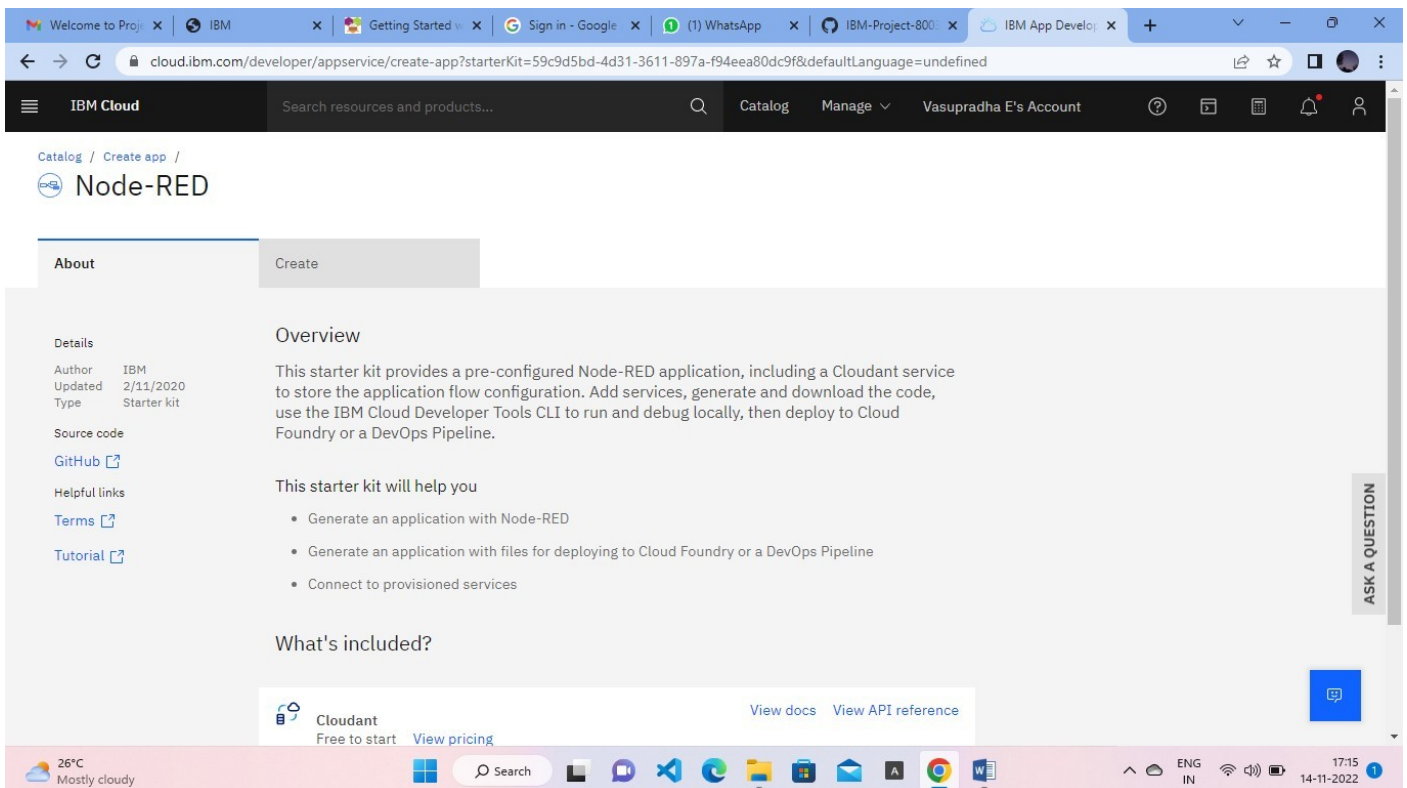 Welcome to Proje
IBM
Getting Started w
Sign in - Google
(1) WhatsApp
IBM-Project-800
IBM App Develop
cloud.ibm.com/developer/appservice/create-app?starterKit=59c9d5bd-4d31-3611-897a-f94eea80dc9f&defaultLanguage=undefined
IBM Cloud
Search resources and products...
Catalog
Manage
Vasupradha E's Account
Catalog / Create app /
Node-RED
About
Create
Details
Author IBM
Updated 2/11/2020
Type Starter kit
Source code
GitHub
Helpful links
Terms
Tutorial
Overview
This starter kit provides a pre-configured Node-RED application, including a Cloudant service
to store the application flow configuration. Add services, generate and download the code,
use the IBM Cloud Developer Tools CLI to run and debug locally, then deploy to Cloud
Foundry or a DevOps Pipeline.
This starter kit will help you
• Generate an application with Node-RED
• Generate an application with files for deploying to Cloud Foundry or a DevOps Pipeline
• Connect to provisioned services
What's included?
Cloudant
Free to start View pricing
View docs View API reference
ASK A QUESTION
26°C
Mostly cloudy
Search
ENG
IN
17:15
14-11-2022
1